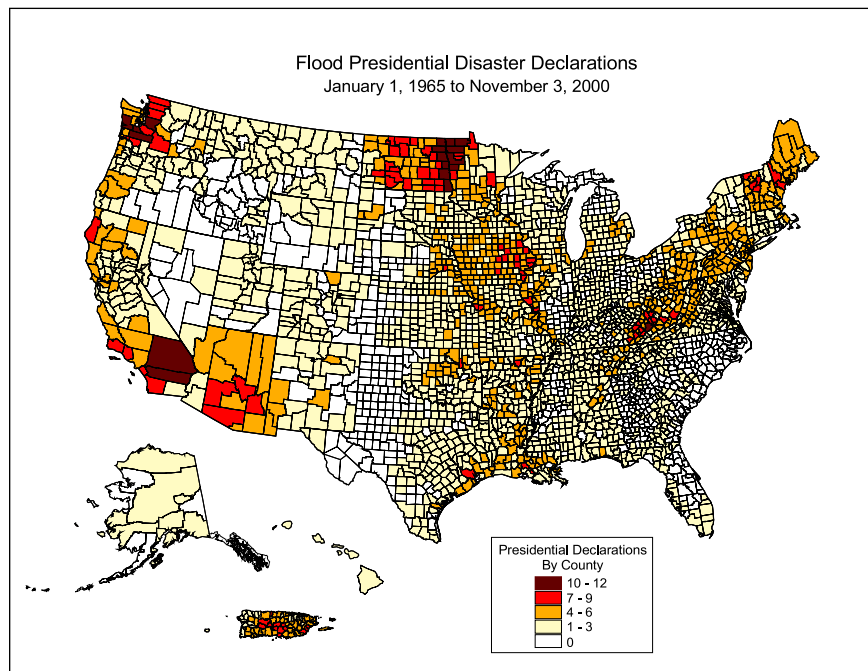 Flood Presidential Disaster Declarations
January 1, 1965 to November 3, 2000
Presidential Declarations
By County
10 - 12
7 - 9
4 - 6
1 - 3
0